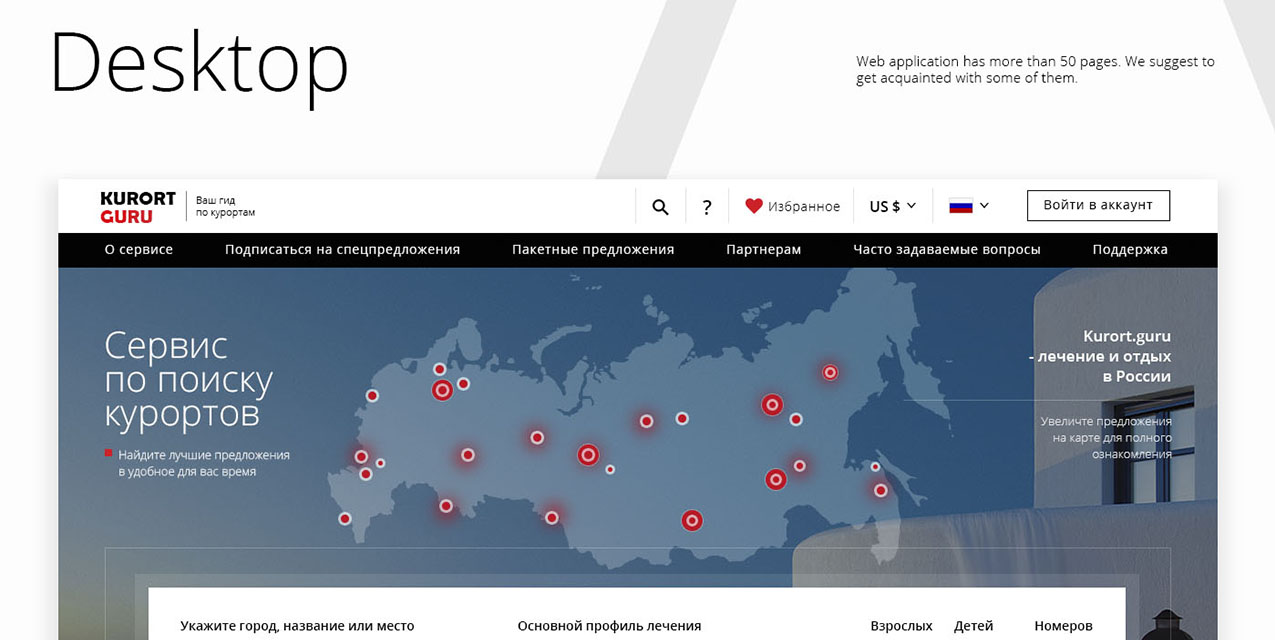 Desktop
Web application has more than 50 pages. We suggest to
get acquainted with some of them.
KURORT
GURU
Ваш гид
по курортам
?
Избранное
US $
Войти в аккаунт
О сервисе
Подписаться на спецпредложения
Пакетные предложения
Партнерам
Часто задаваемые вопросы
Поддержка
Сервис
по поиску
курортов
Найдите лучшие предложения
в удобное для вас время
Kurort.guru
- лечение и отдых
в России
Увеличте предложения
на карте для полного
ознакомления
Укажите город, название или место
Основной профиль лечения
Взрослых
Детей
Номеров